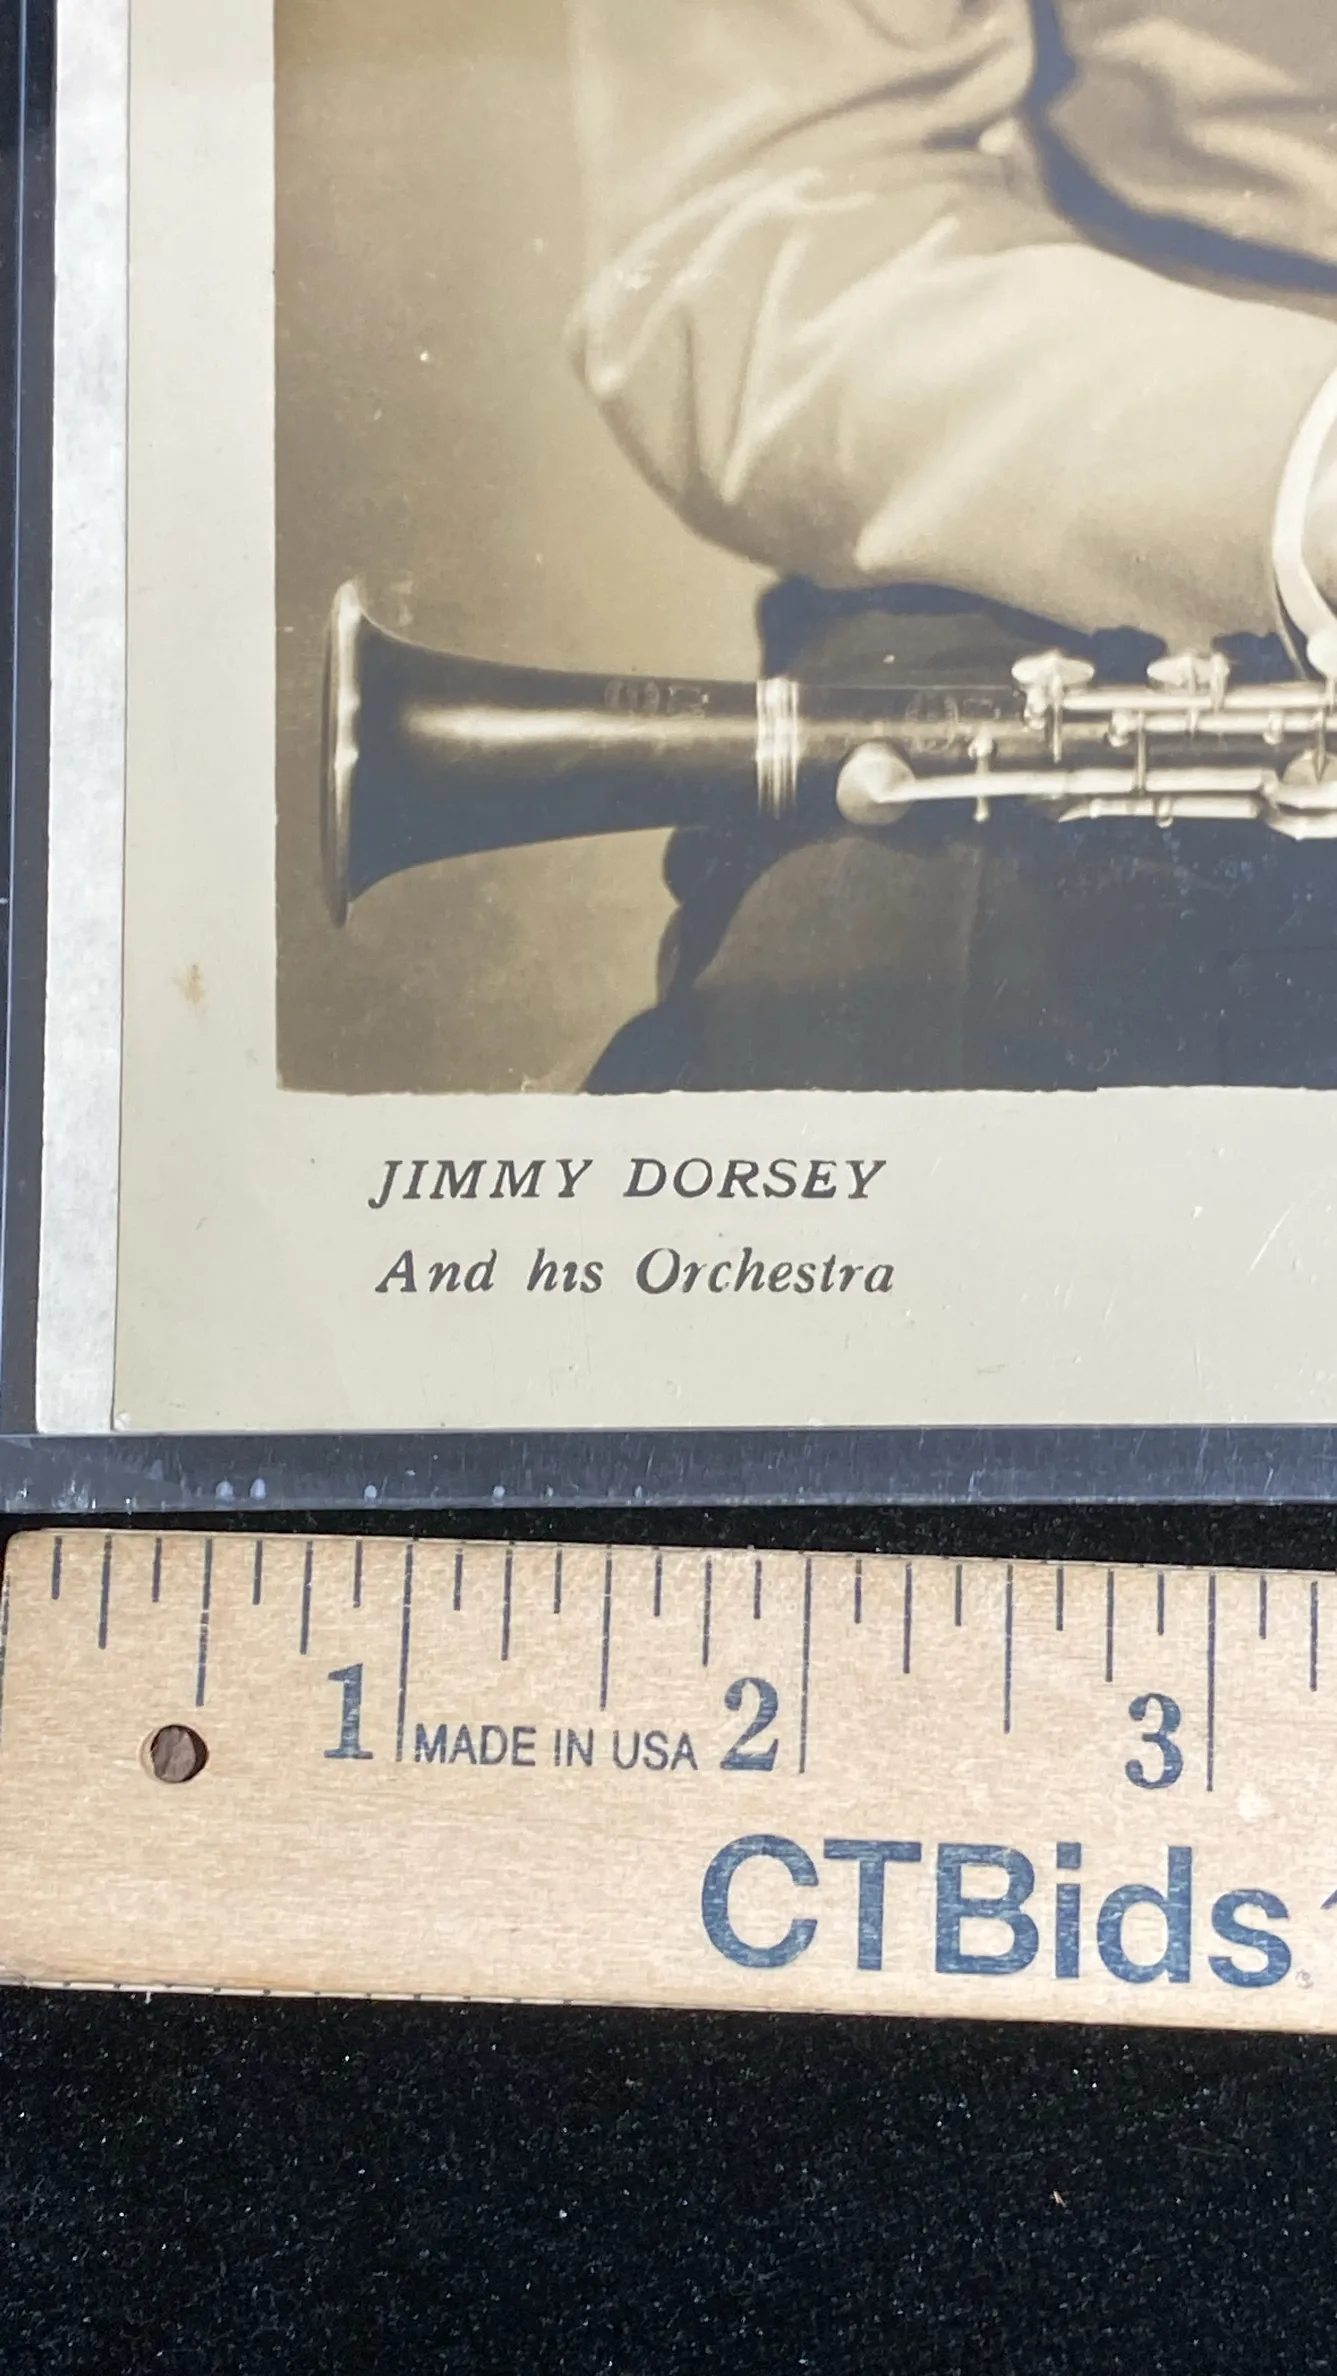 JIMMY DORSEY
And his Orchestra
1 MADE IN USA 2 3
CTBids